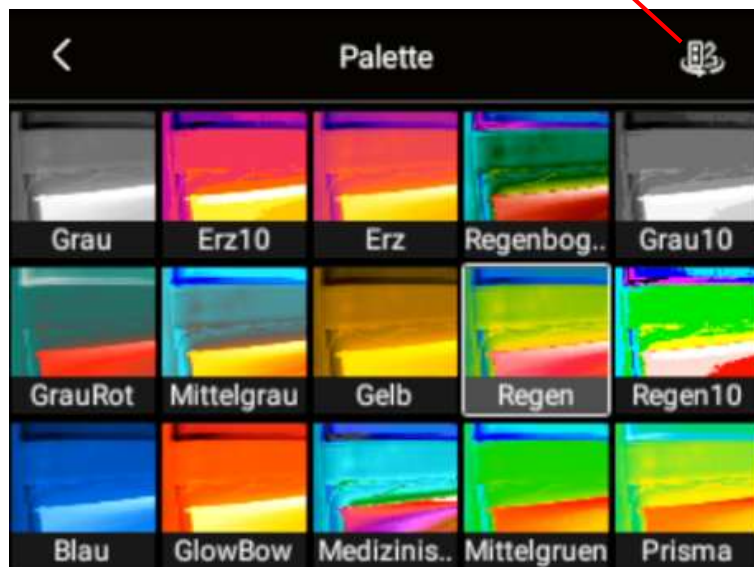 Palette
Grau Erz10 Erz Regenbog.. Grau10
GrauRot Mittelgrau Gelb Regen Regen10
Blau GlowBow Medizinis.. Mittelgruen Prisma